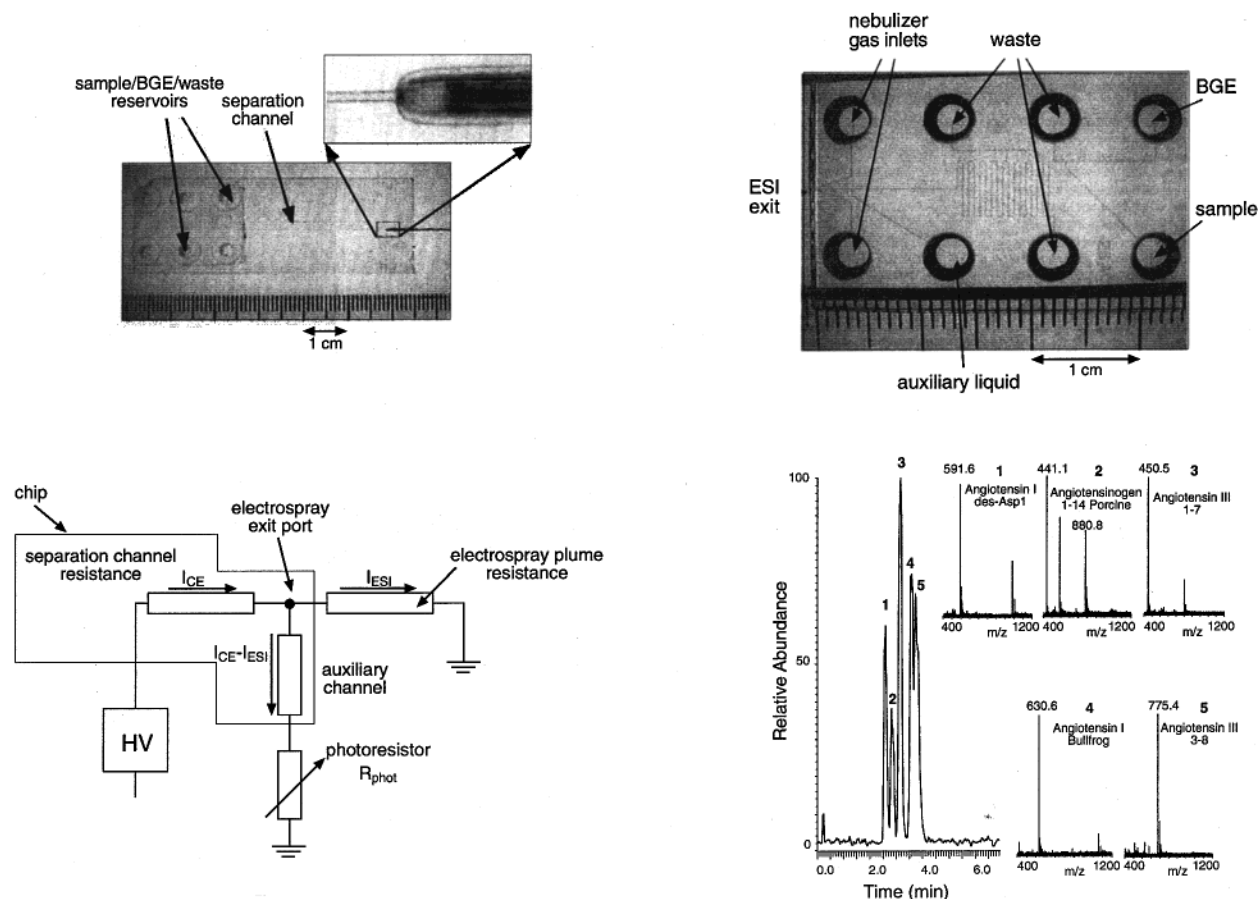 sample/BGE/waste
reservoirs
separation
channel
1 cm
nebulizer
gas inlets
waste
BGE
ESI
exit
sample
auxiliary liquid
1 cm
chip
separation channel
resistance
electrospray
exit port
electrospray plume
resistance
ICE
IESI
ICE-IESI
auxiliary
channel
HV
photoresistor
Rphot
Relative Abundance
100
50
0
0.0 2.0 4.0 6.0
Time (min)
1
2
3
4
5
591.6 1
Angiotensin I
des-Asp1
400 1200
m/z
441.1 2
Angiotensinogen
1-14 Porcine
880.8
400 1200
m/z
450.5 3
Angiotensin III
1-7
400 1200
m/z
630.6 4
Angiotensin I
Bullfrog
400 1200
m/z
775.4 5
Angiotensin III
3-8
400 1200
m/z